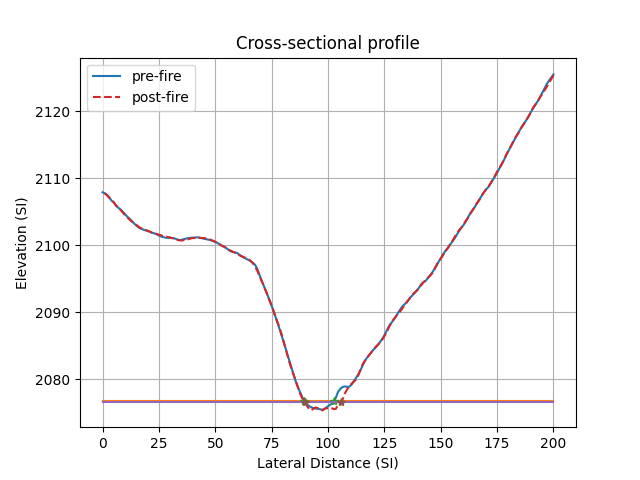 Cross-sectional profile
pre-fire
post-fire
2120
2110
2100
2090
2080
Elevation (SI)
0 25 50 75 100 125 150 175 200
Lateral Distance (SI)